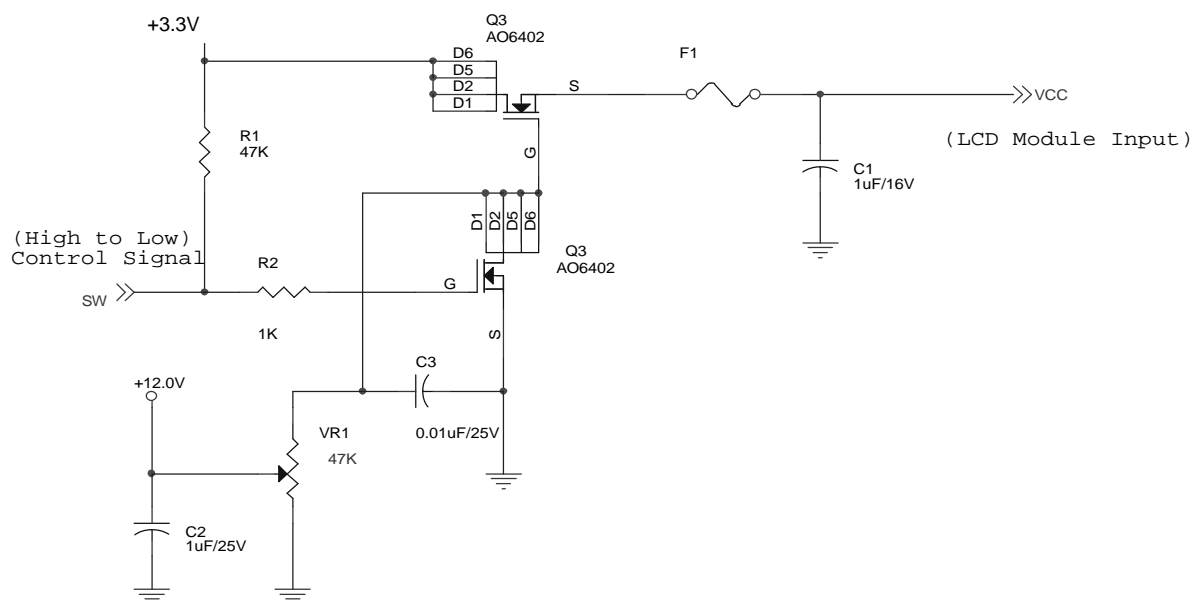 Q3
AO6402
+3.3V
D6
D5
D2
D1
S
F1
VCC
(LCD Module Input)
R1
47K
G
C1
1uF/16V
D1
D2
D5
D6
(High to Low)
Control Signal
Q3
AO6402
R2
G
SW
1K
S
C3
+12.0V
0.01uF/25V
VR1
47K
C2
1uF/25V